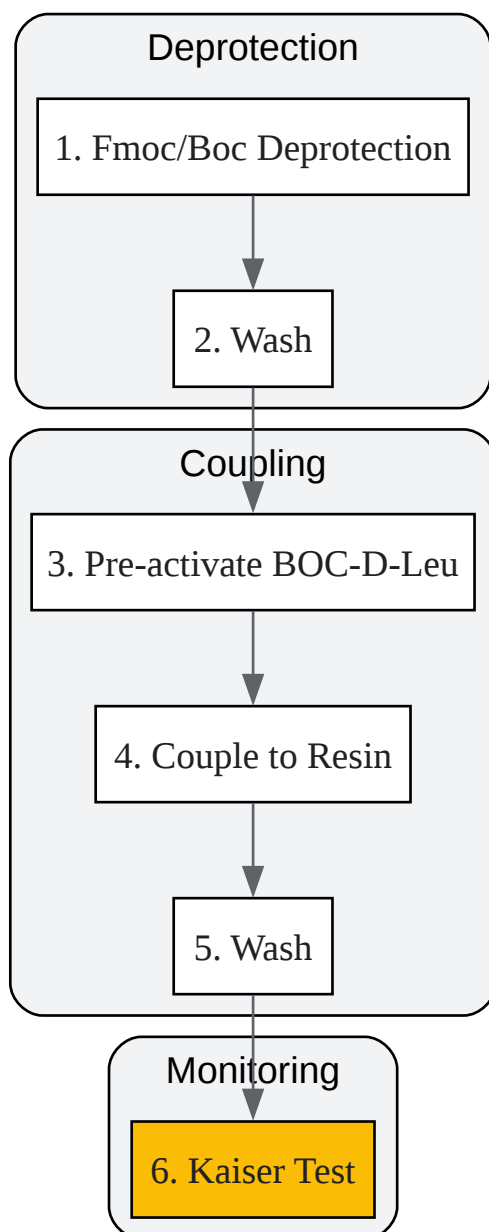 Deprotection
1. Fmoc/Boc Deprotection
2. Wash
Coupling
3. Pre-activate BOC-D-Leu
4. Couple to Resin
5. Wash
Monitoring
6. Kaiser Test